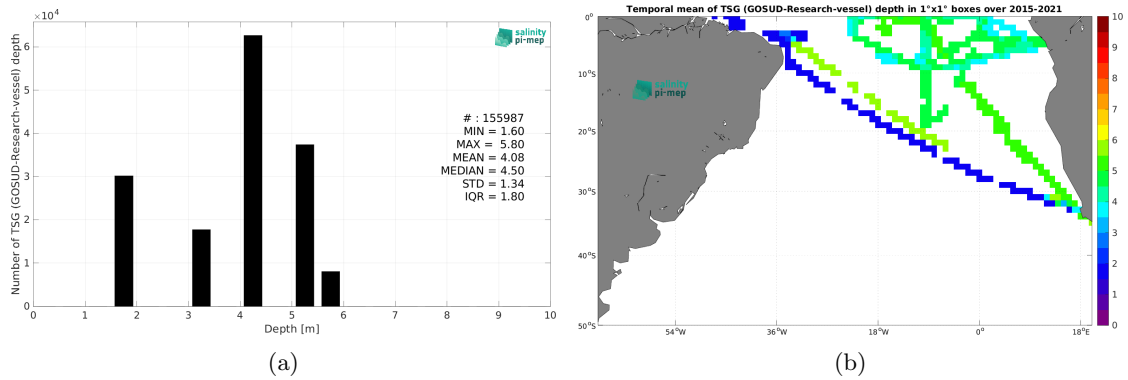 ×10⁴
6
5
4
3
2
1
0
Number of TSG (GOSUD-Research-vessel) depth
salinity
pi-mep
# : 155987
MIN = 1.60
MAX = 5.80
MEAN = 4.08
MEDIAN = 4.50
STD = 1.34
IQR = 1.80
0 1 2 3 4 5 6 7 8 9 10
Depth [m]
(a)
Temporal mean of TSG (GOSUD-Research-vessel) depth in 1°x1° boxes over 2015-2021
0°
10°S
20°S
30°S
40°S
50°S
salinity
pi-mep
54°W 36°W 18°W 0° 18°E
10
9
8
7
6
5
4
3
2
1
0
(b)